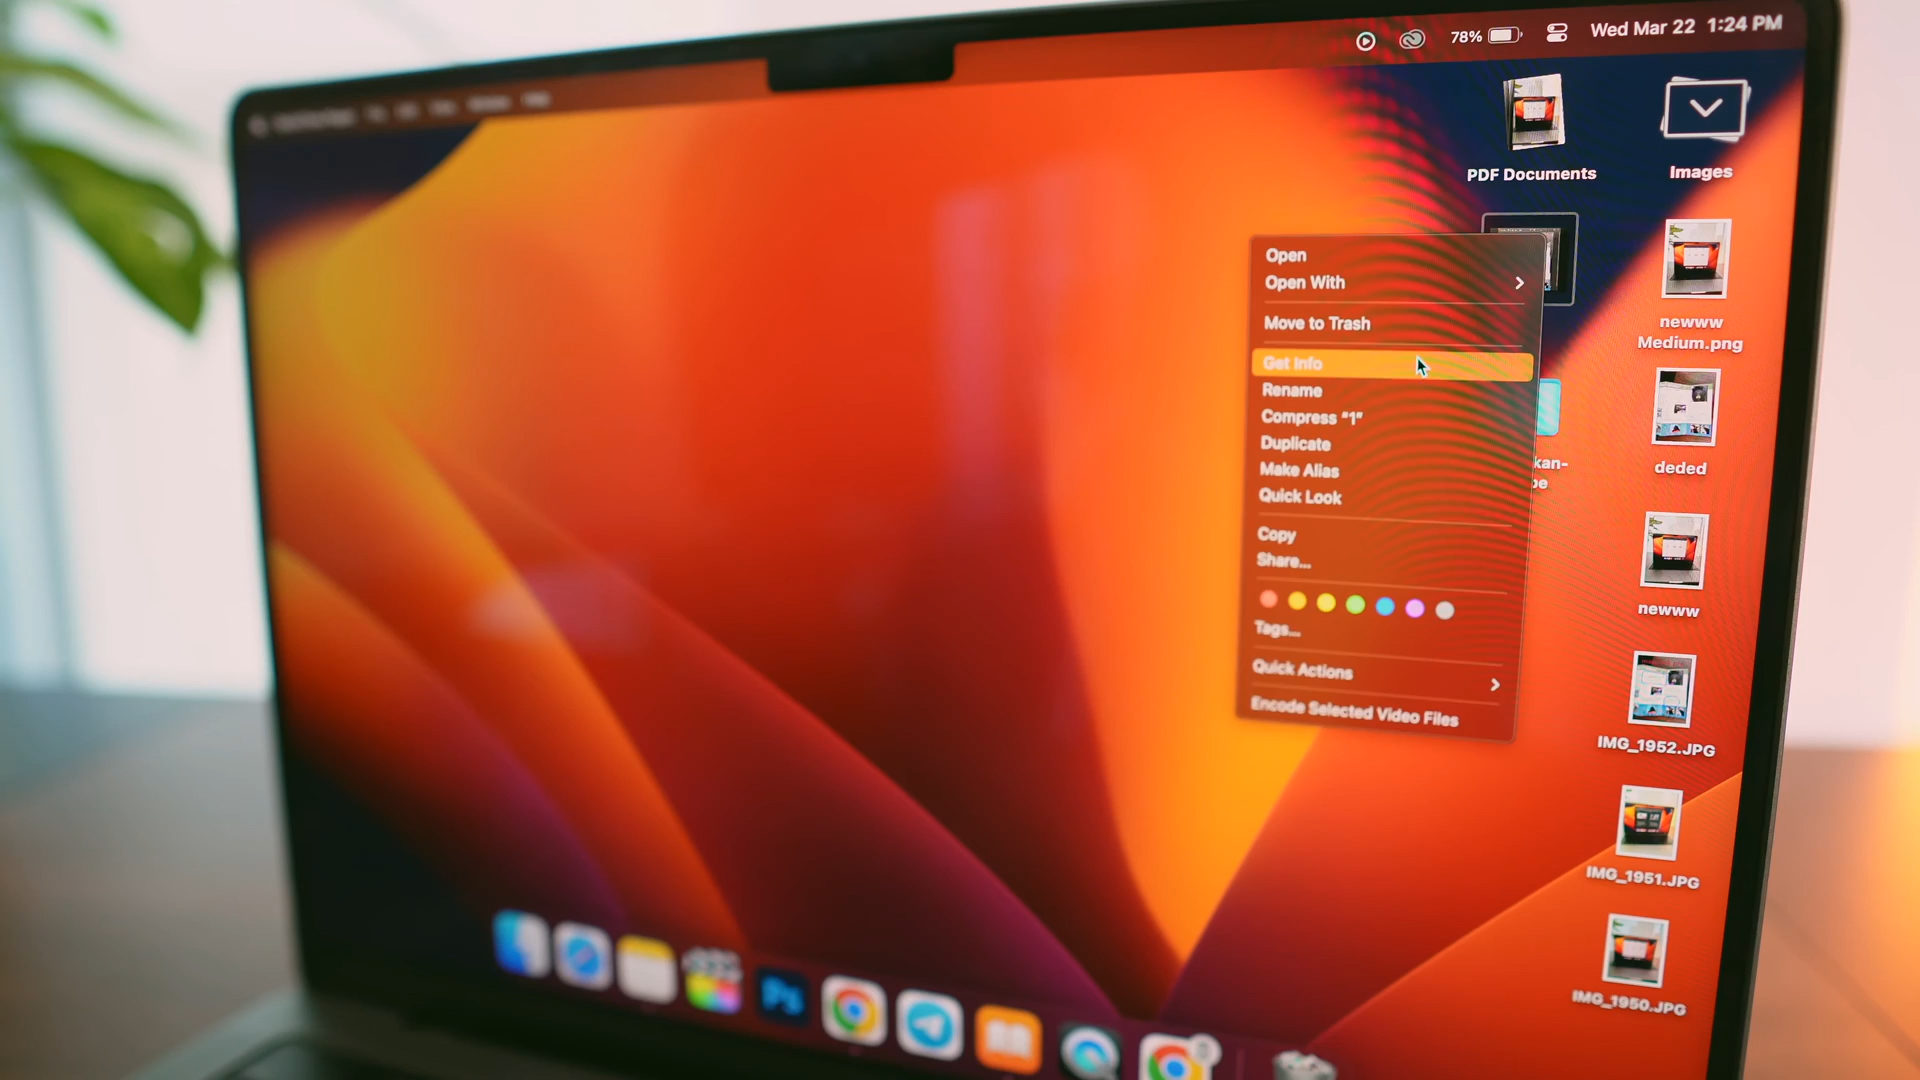 78%
Wed Mar 22 1:24 PM
PDF Documents
Images
Open
Open With
Move to Trash
Get Info
Rename
Compress “1”
Duplicate
Make Alias
Quick Look
Copy
Share...
Tags...
Quick Actions
Encode Selected Video Files
kan-
newww
Medium.png
deded
newww
IMG_1952.JPG
IMG_1951.JPG
IMG_1950.JPG
Ps